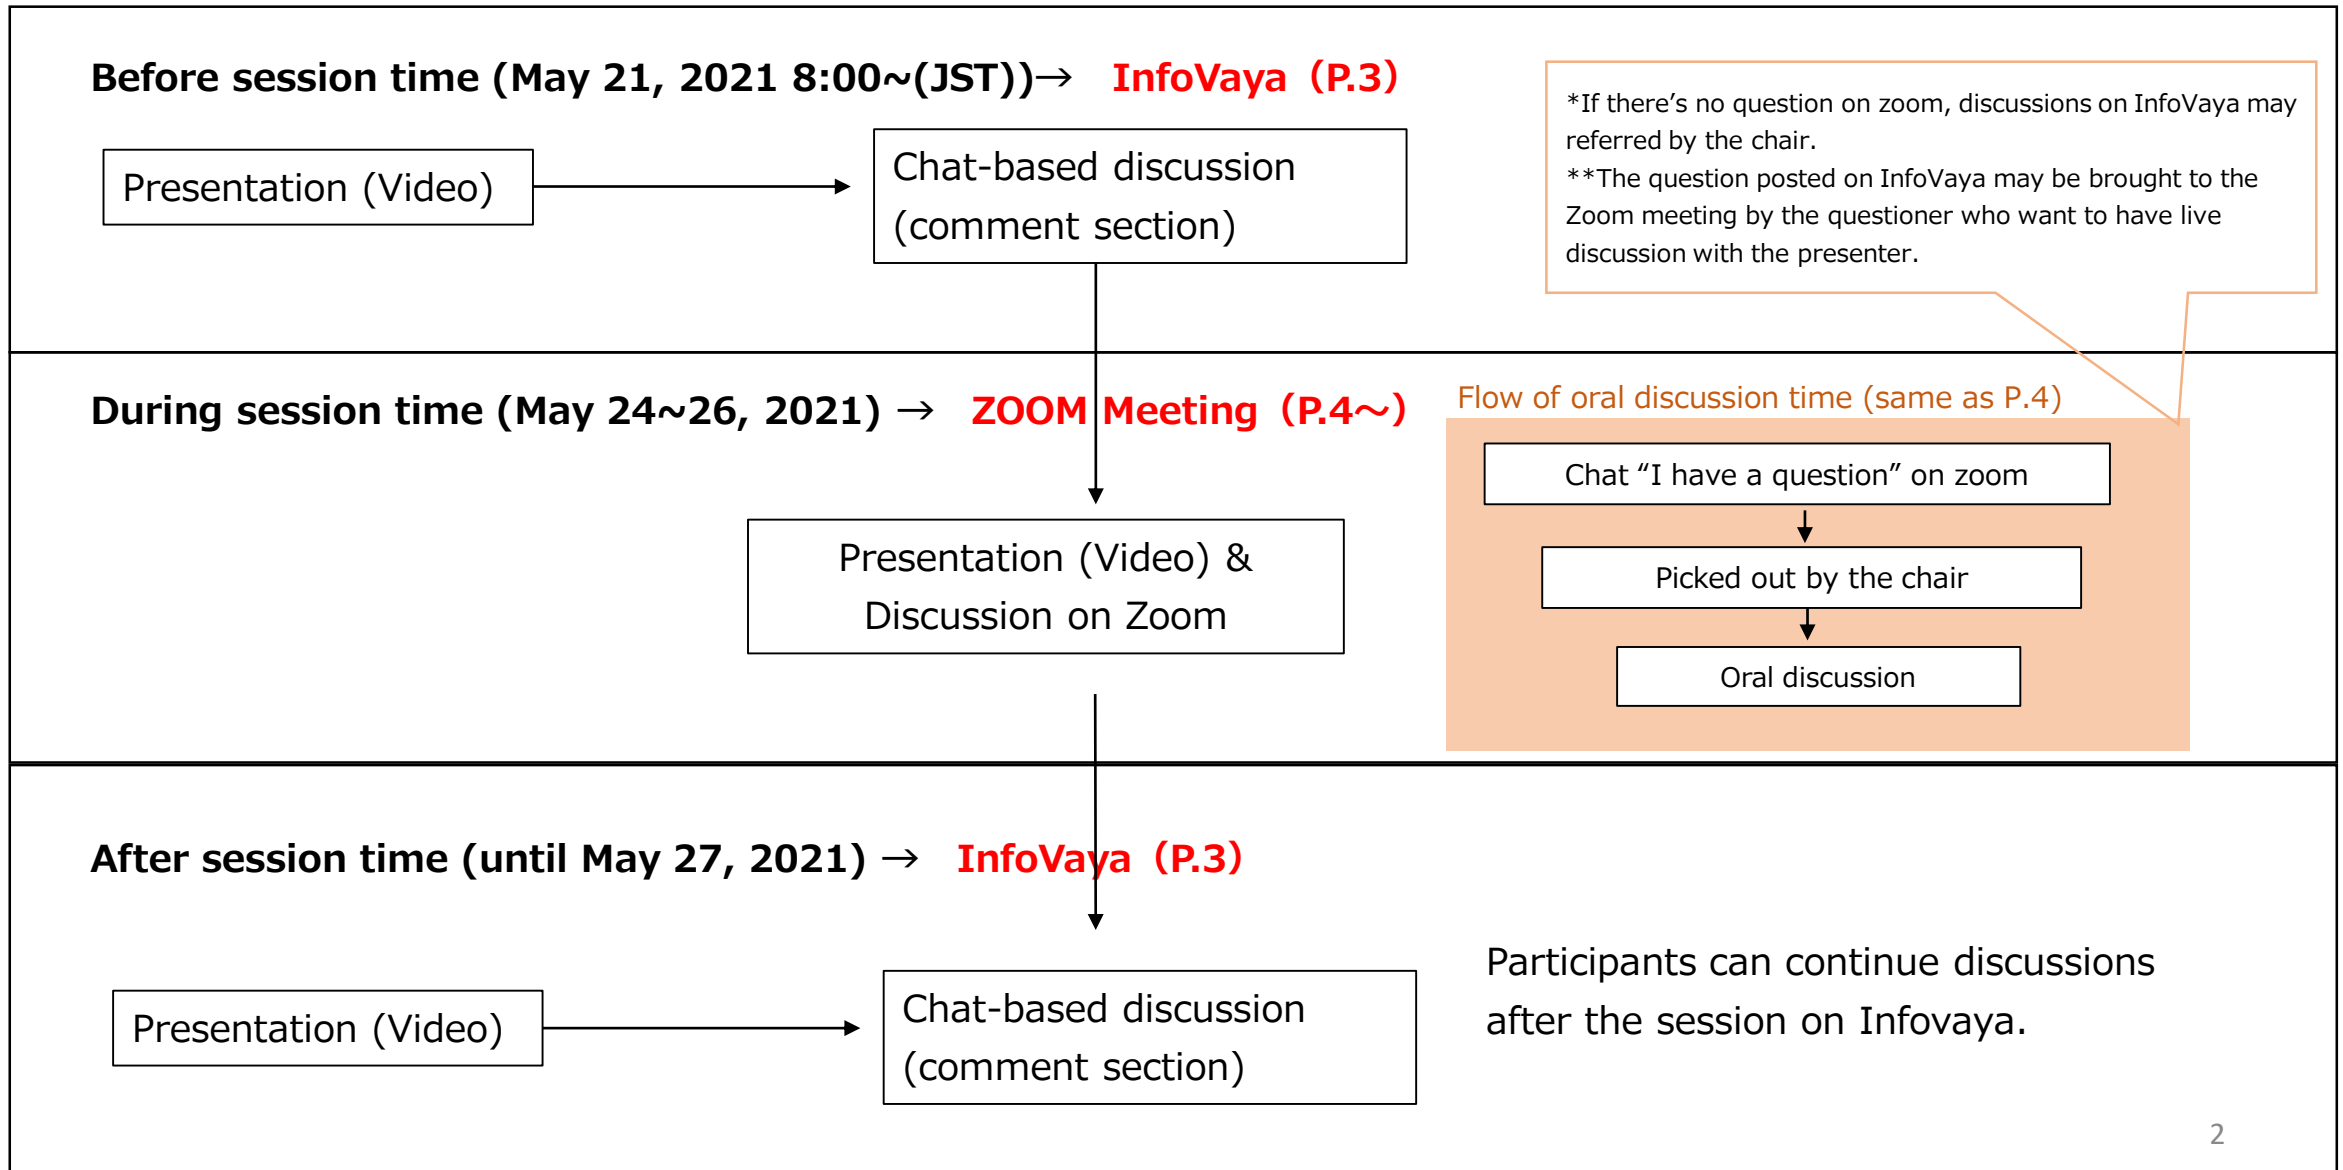 Before session time (May 21, 2021 8:00~(JST))→ InfoVaya（P.3）
Presentation (Video)
Chat-based discussion
(comment section)
*If there’s no question on zoom, discussions on InfoVaya may
referred by the chair.
**The question posted on InfoVaya may be brought to the
Zoom meeting by the questioner who want to have live
discussion with the presenter.
During session time (May 24~26, 2021) → ZOOM Meeting（P.4～）
Presentation (Video) &
Discussion on Zoom
Flow of oral discussion time (same as P.4)
Chat “I have a question” on zoom
Picked out by the chair
Oral discussion
After session time (until May 27, 2021) → InfoVaya（P.3）
Presentation (Video)
Chat-based discussion
(comment section)
Participants can continue discussions
after the session on Infovaya.
2